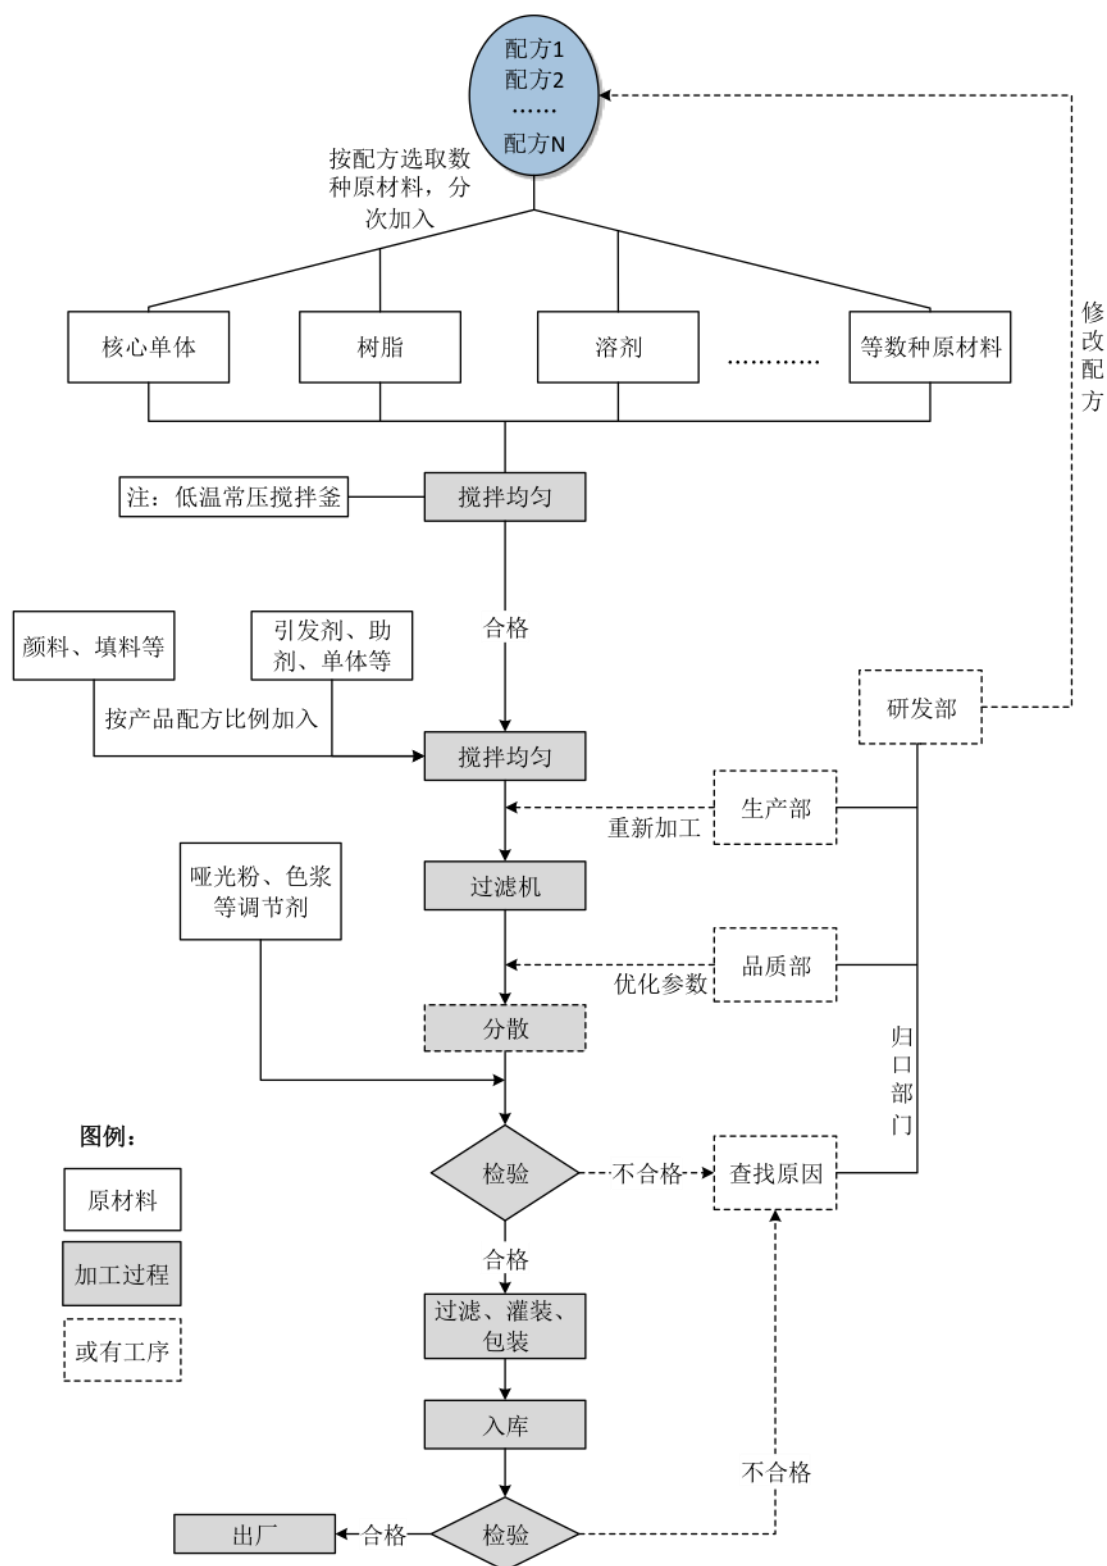 配方1
配方2
……
配方N
按配方选取数
种原材料，分
次加入
核心单体
树脂
溶剂
…………
等数种原材料
修改配方
注：低温常压搅拌釜
搅拌均匀
合格
颜料、填料等
引发剂、助
剂、单体等
按产品配方比例加入
研发部
搅拌均匀
生产部
重新加工
哑光粉、色浆
等调节剂
过滤机
品质部
优化参数
分散
归口部门
图例：
检验
不合格
查找原因
原材料
合格
加工过程
过滤、灌装、
包装
或有工序
入库
不合格
出厂
合格
检验